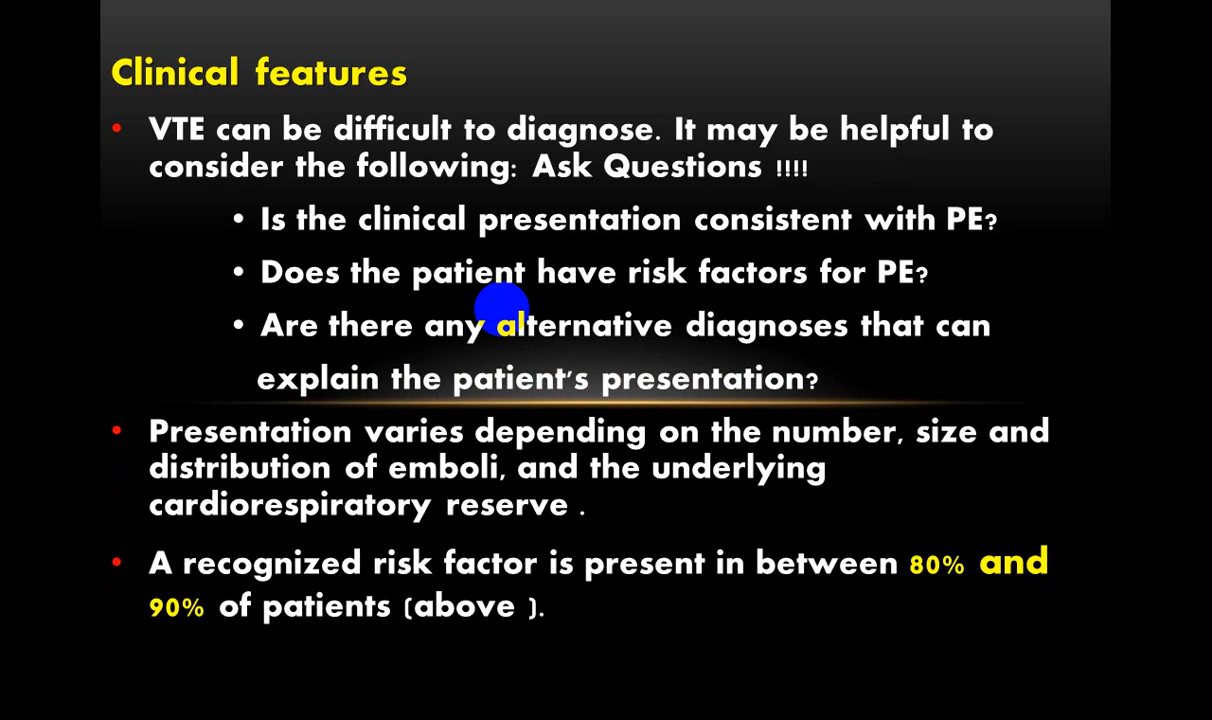 Clinical features
• VTE can be difficult to diagnose. It may be helpful to
consider the following: Ask Questions !!!!
• Is the clinical presentation consistent with PE?
• Does the patient have risk factors for PE?
• Are there any alternative diagnoses that can
explain the patient's presentation?
• Presentation varies depending on the number, size and
distribution of emboli, and the underlying
cardiorespiratory reserve .
• A recognized risk factor is present in between 80% and
90% of patients (above ).